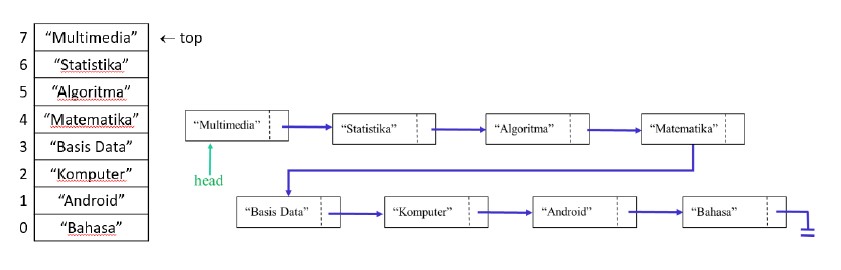 7 “Multimedia” ← top
6 “Statistika”
5 “Algoritma”
4 “Matematika”
3 “Basis Data”
2 “Komputer”
1 “Android”
0 “Bahasa”
“Multimedia” “Statistika” “Algoritma” “Matematika”
head
“Basis Data” “Komputer” “Android” “Bahasa”